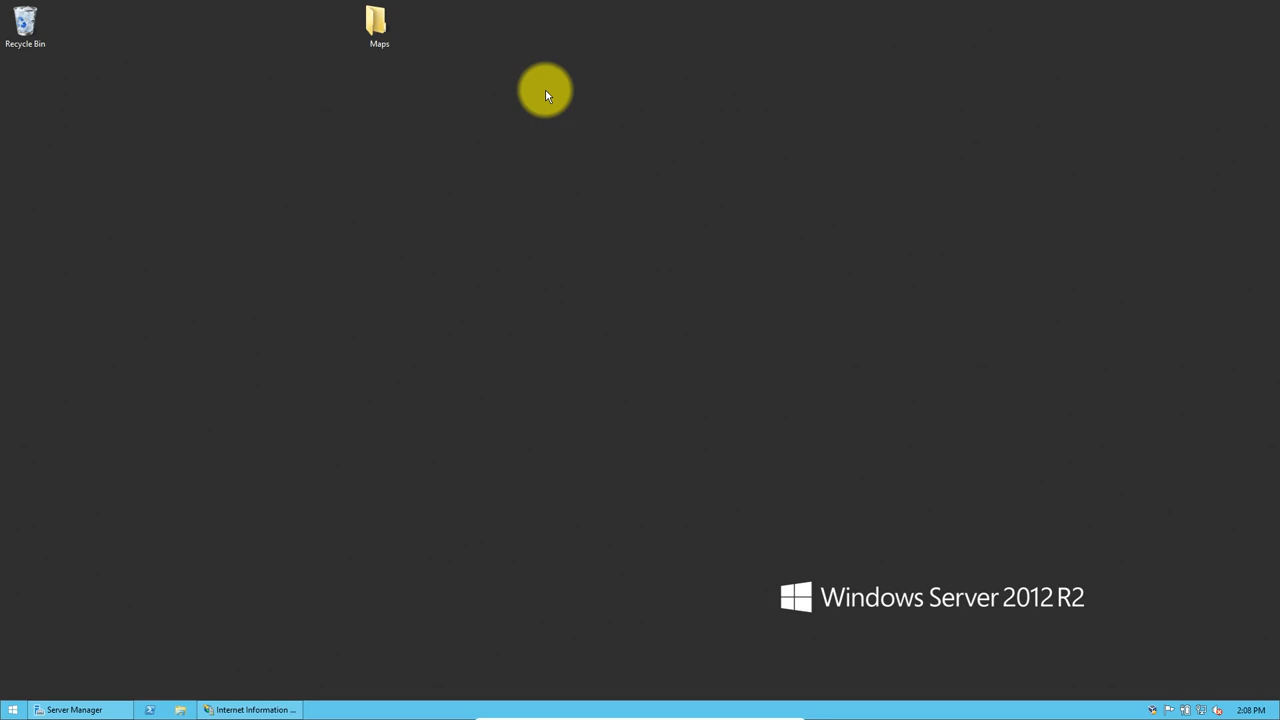 Recycle Bin
Maps
Windows Server 2012 R2
Server Manager
Internet Information ...
2:08 PM